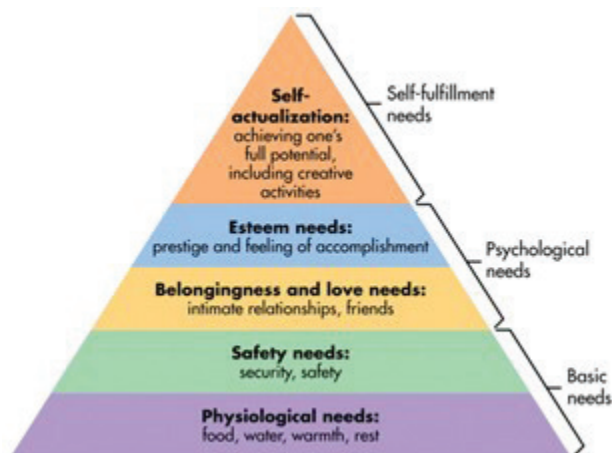 Self-
actualization:
achieving one's
full potential,
including creative
activities
Self-fulfillment
needs
Esteem needs:
prestige and feeling of accomplishment
Psychological
needs
Belongingness and love needs:
intimate relationships, friends
Safety needs:
security, safety
Basic
needs
Physiological needs:
food, water, warmth, rest